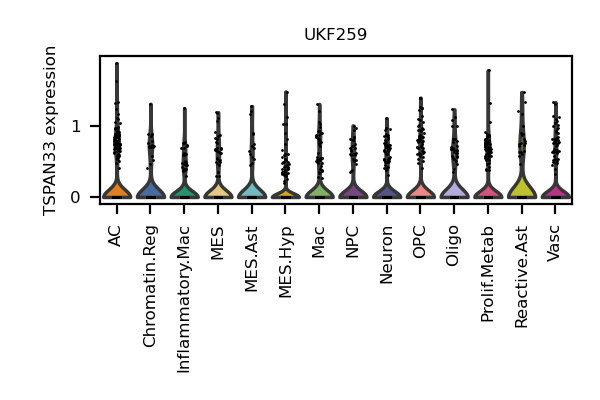 UKF259
TSPAN33 expression
1
0
AC
Chromatin.Reg
Inflammatory.Mac
MES
MES.Ast
MES.Hyp
Mac
NPC
Neuron
OPC
Oligo
Prolif.Metab
Reactive.Ast
Vasc